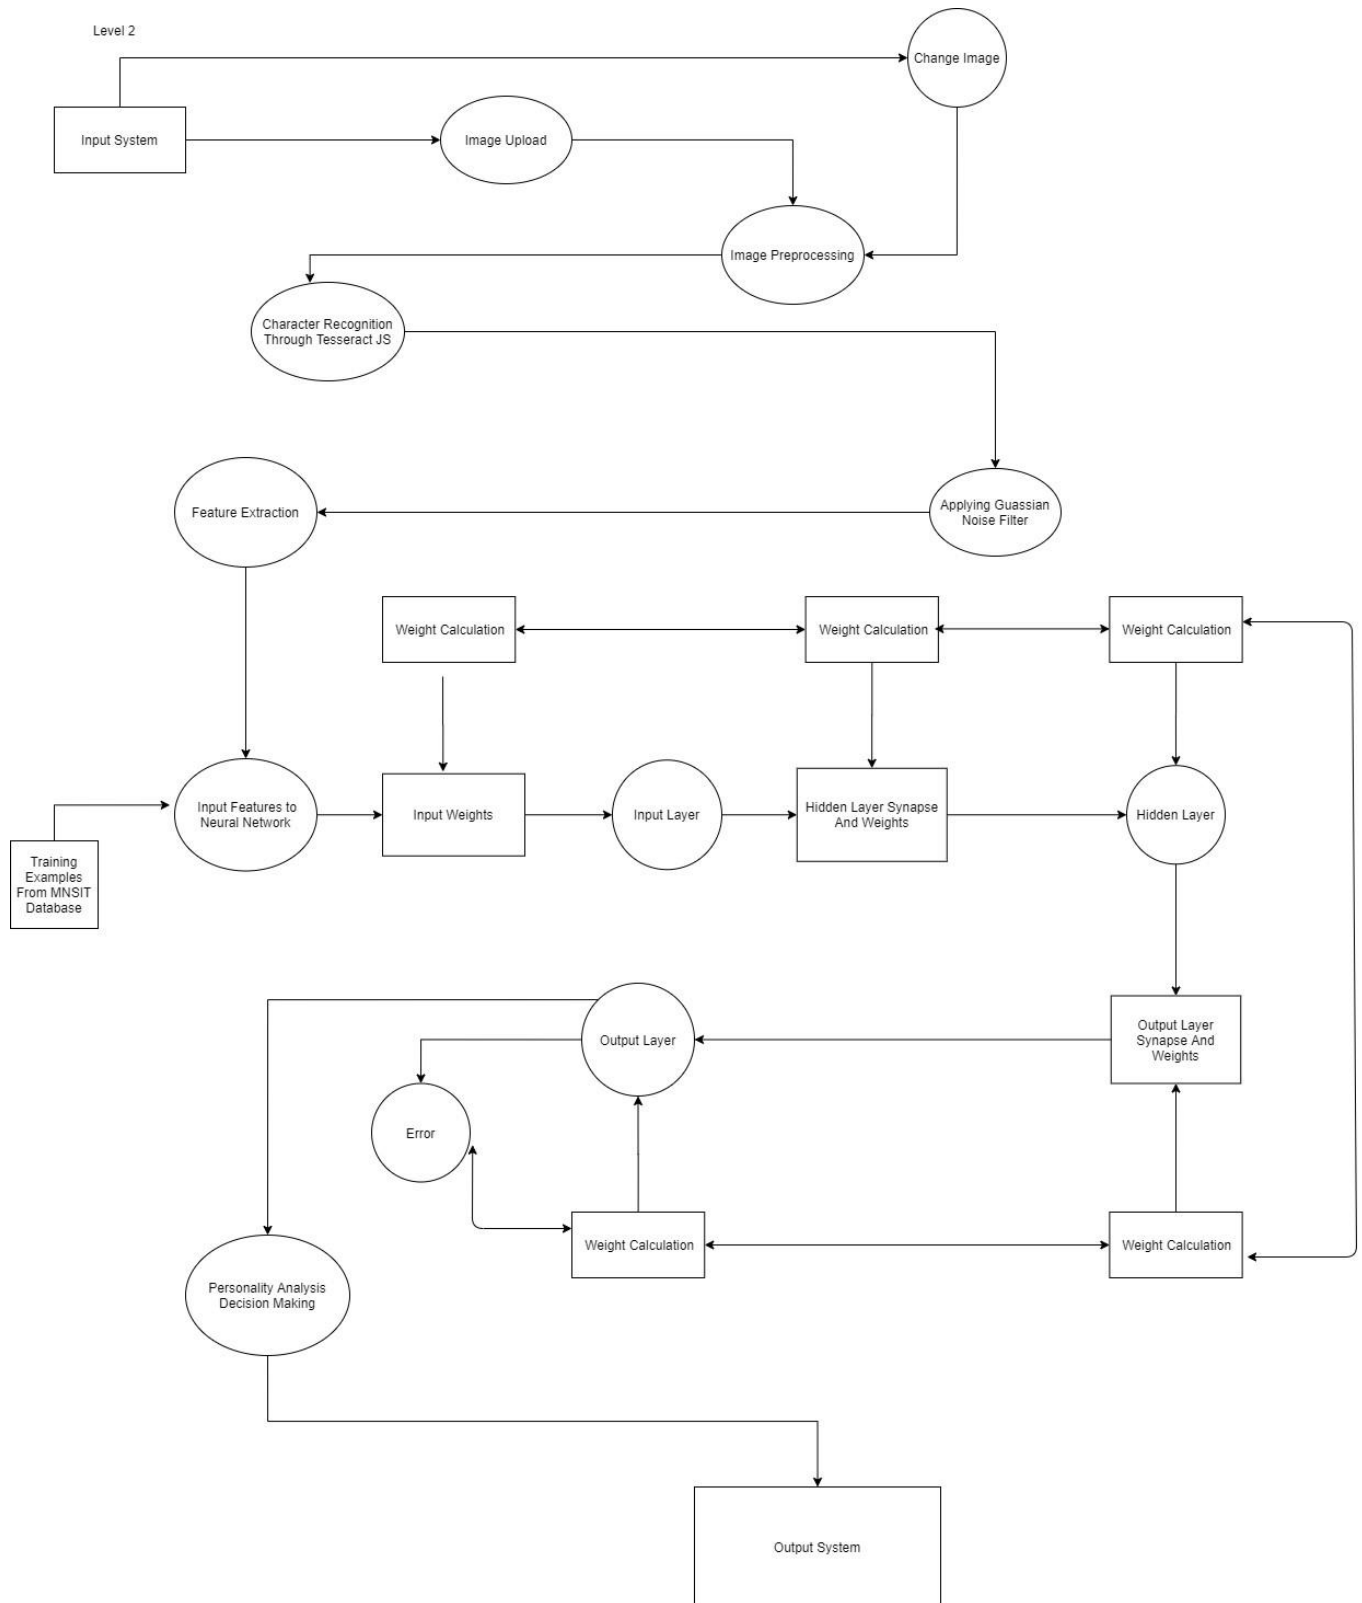 Level 2
Change Image
Input System
Image Upload
Image Preprocessing
Character Recognition
Through Tesseract JS
Feature Extraction
Applying Guassian
Noise Filter
Weight Calculation
Weight Calculation
Weight Calculation
Input Features to
Neural Network
Input Weights
Input Layer
Hidden Layer Synapse
And Weights
Hidden Layer
Training
Examples
From MNSIT
Database
Output Layer
Output Layer
Synapse And
Weights
Error
Weight Calculation
Weight Calculation
Personality Analysis
Decision Making
Output System